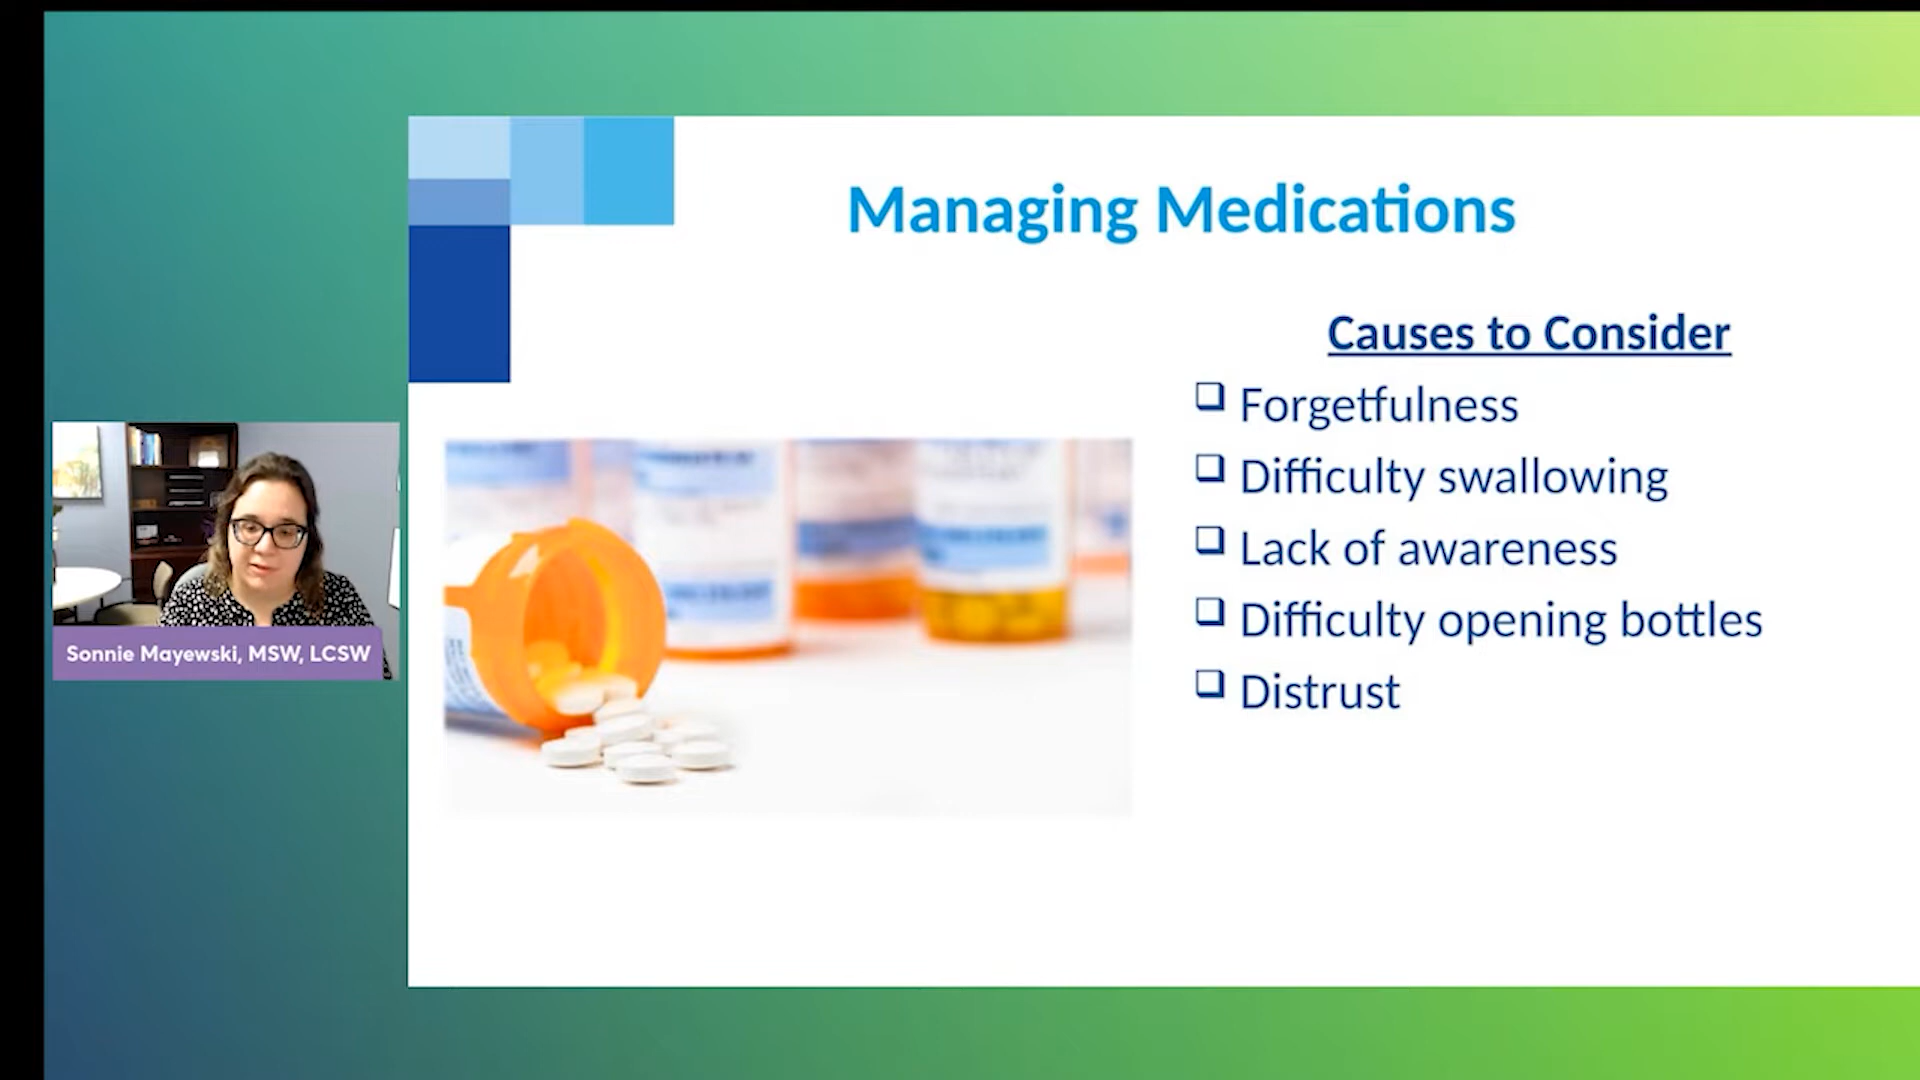 Managing Medications
Causes to Consider
❑ Forgetfulness
❑ Difficulty swallowing
❑ Lack of awareness
❑ Difficulty opening bottles
❑ Distrust
Sonnie Mayewski, MSW, LCSW